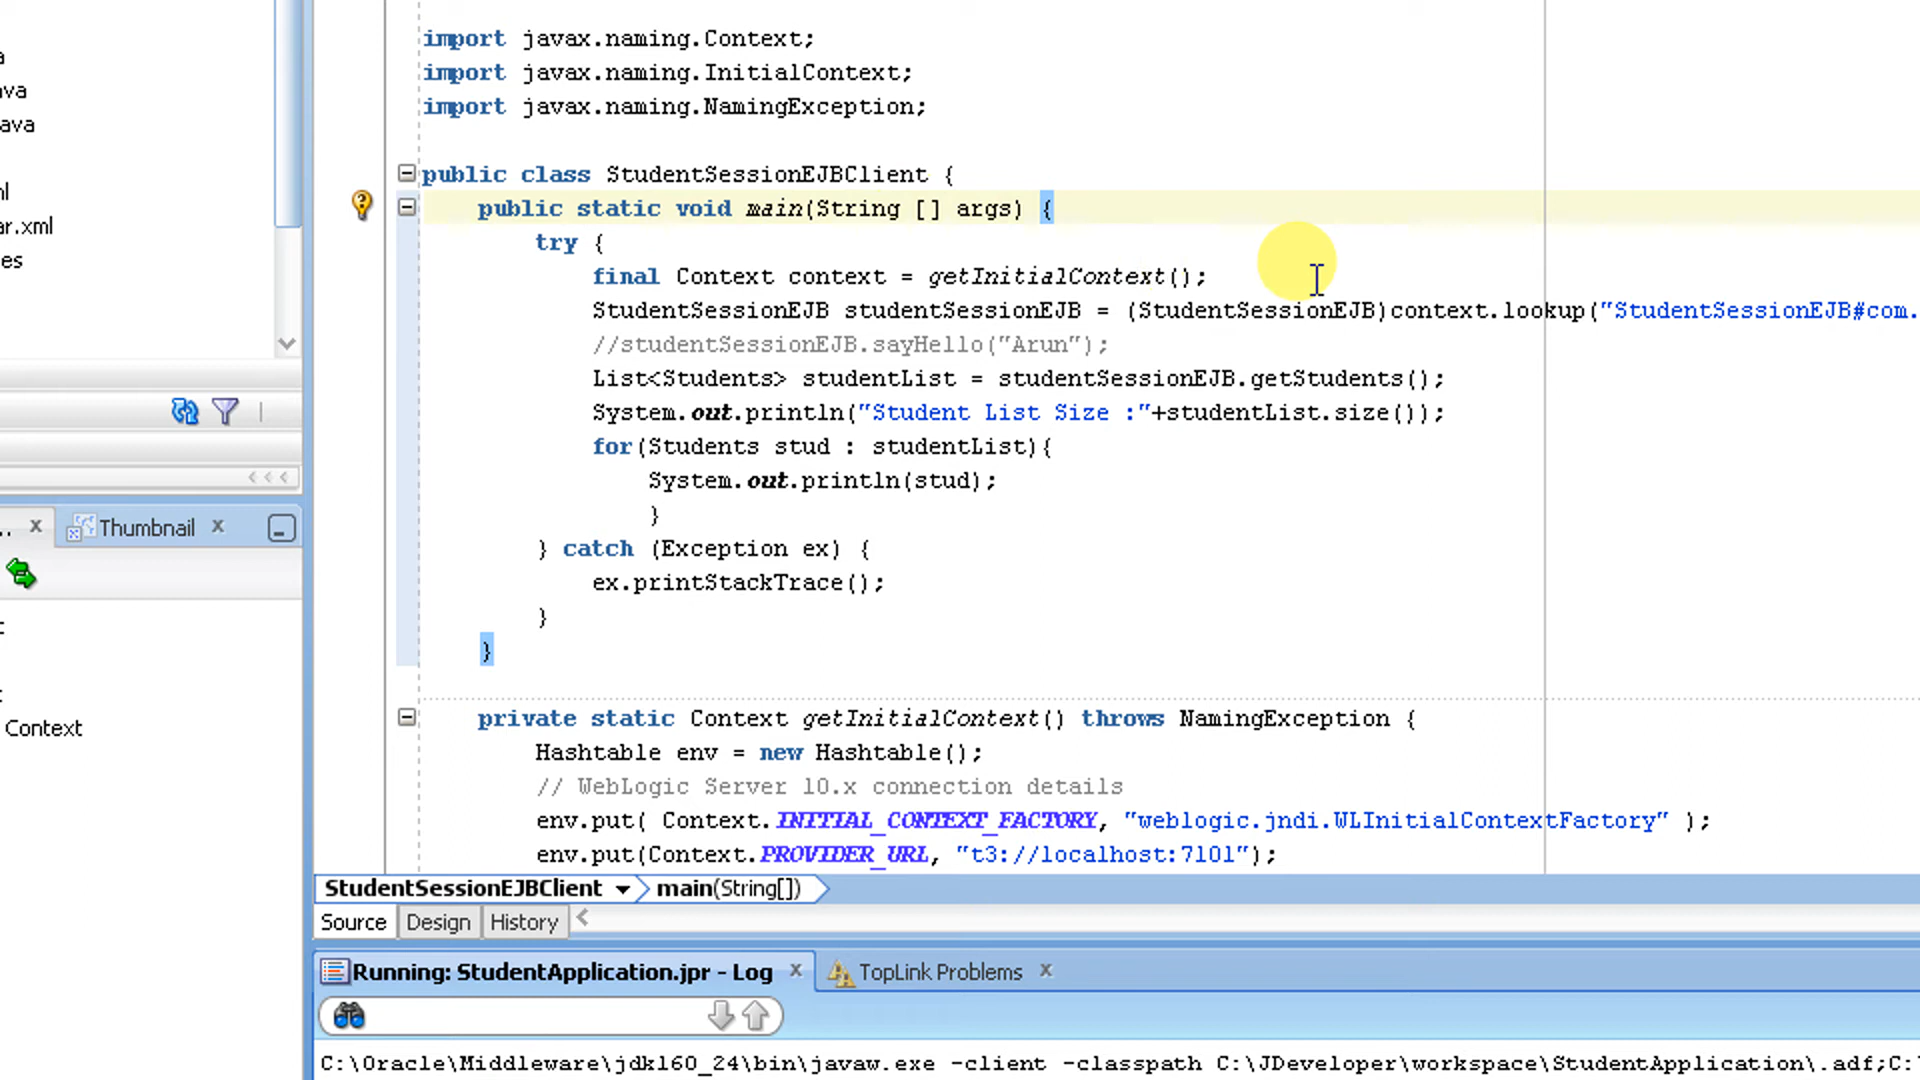 import javax.naming.Context;
import javax.naming.InitialContext;
import javax.naming.NamingException;
public class StudentSessionEJBClient {
public static void main(String [] args) {
try {
final Context context = getInitialContext();
StudentSessionEJB studentSessionEJB = (StudentSessionEJB)context.lookup("StudentSessionEJB#com.
//studentSessionEJB.sayHello("Arun");
List<Students> studentList = studentSessionEJB.getStudents();
System.out.println("Student List Size :"+studentList.size());
for(Students stud : studentList){
System.out.println(stud);
}
} catch (Exception ex) {
ex.printStackTrace();
}
}
private static Context getInitialContext() throws NamingException {
Hashtable env = new Hashtable();
// WebLogic Server 10.x connection details
env.put( Context.INITIAL_CONTEXT_FACTORY, "weblogic.jndi.WLInitialContextFactory" );
env.put(Context.PROVIDER_URL, "t3://localhost:7101");
StudentSessionEJBClient main(String[])
Source Design History
Running: StudentApplication.jpr - Log TopLink Problems
C:\Oracle\Middleware\jdk160_24\bin\javaw.exe -client -classpath C:\JDeveloper\workspace\StudentApplication\.adf;C:
ava
ar.xml
es
Thumbnail
Context